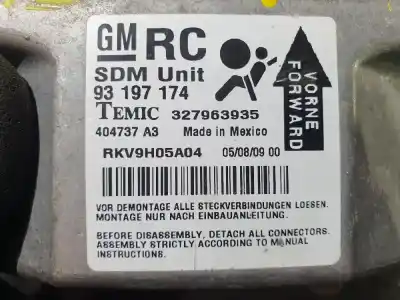 GM RC
SDM Unit
93 197 174
VORNE
FORWARD
TEMIC 327963935
404737 A3 Made in Mexico
RKV9H05A04 05/08/09 00
VOR DEMONTAGE ALLE STECKVERBINDUNGEN LOESEN.
MONTAGE NUR NACH EINBAUANLEITUNG.
BEFORE DISASSEMBLY, DETACH ALL CONNECTORS.
ASSEMBLY STRICTLY ACCORDING TO MANUAL
INSTRUCTIONS.